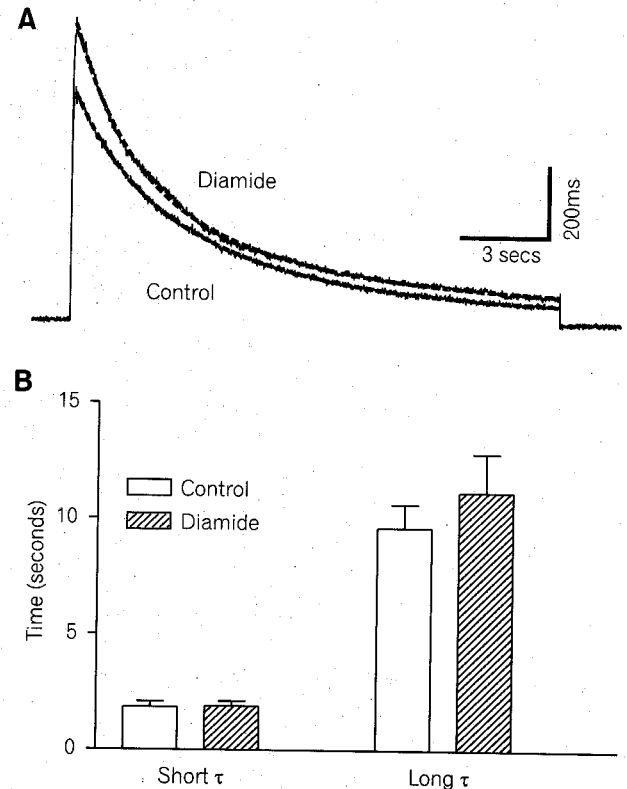 A
Diamide
200ms
3 secs
Control
B
15
Control
Diamide
10
Time (seconds)
5
0
Short τ
Long τ